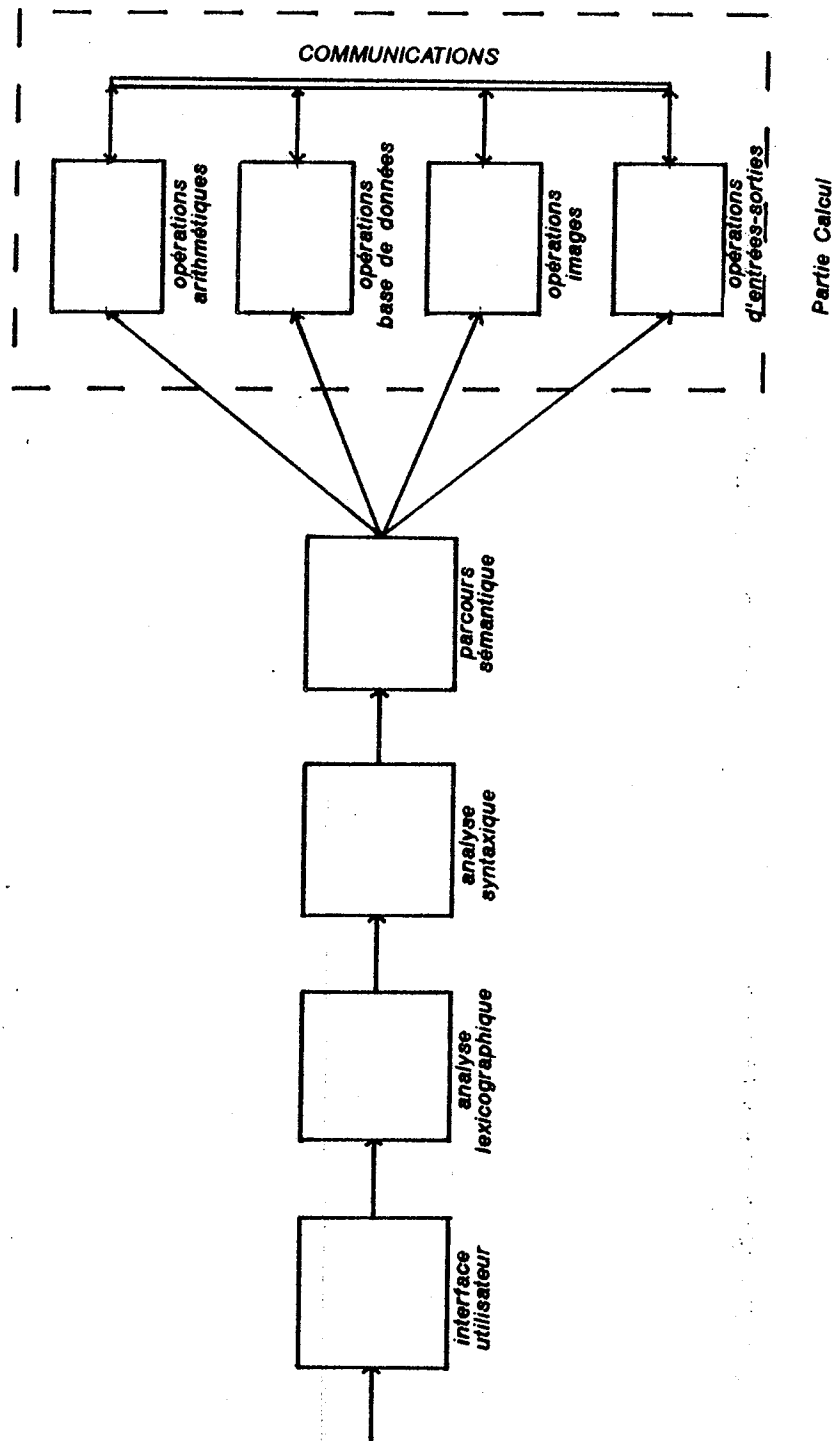 COMMUNICATIONS
opérations
arithmétiques
opérations
base de données
opérations
images
opérations
d'entrées-sorties
Partie Calcul
parcours
sémantique
analyse
syntaxique
analyse
lexicographique
interface
utilisateur